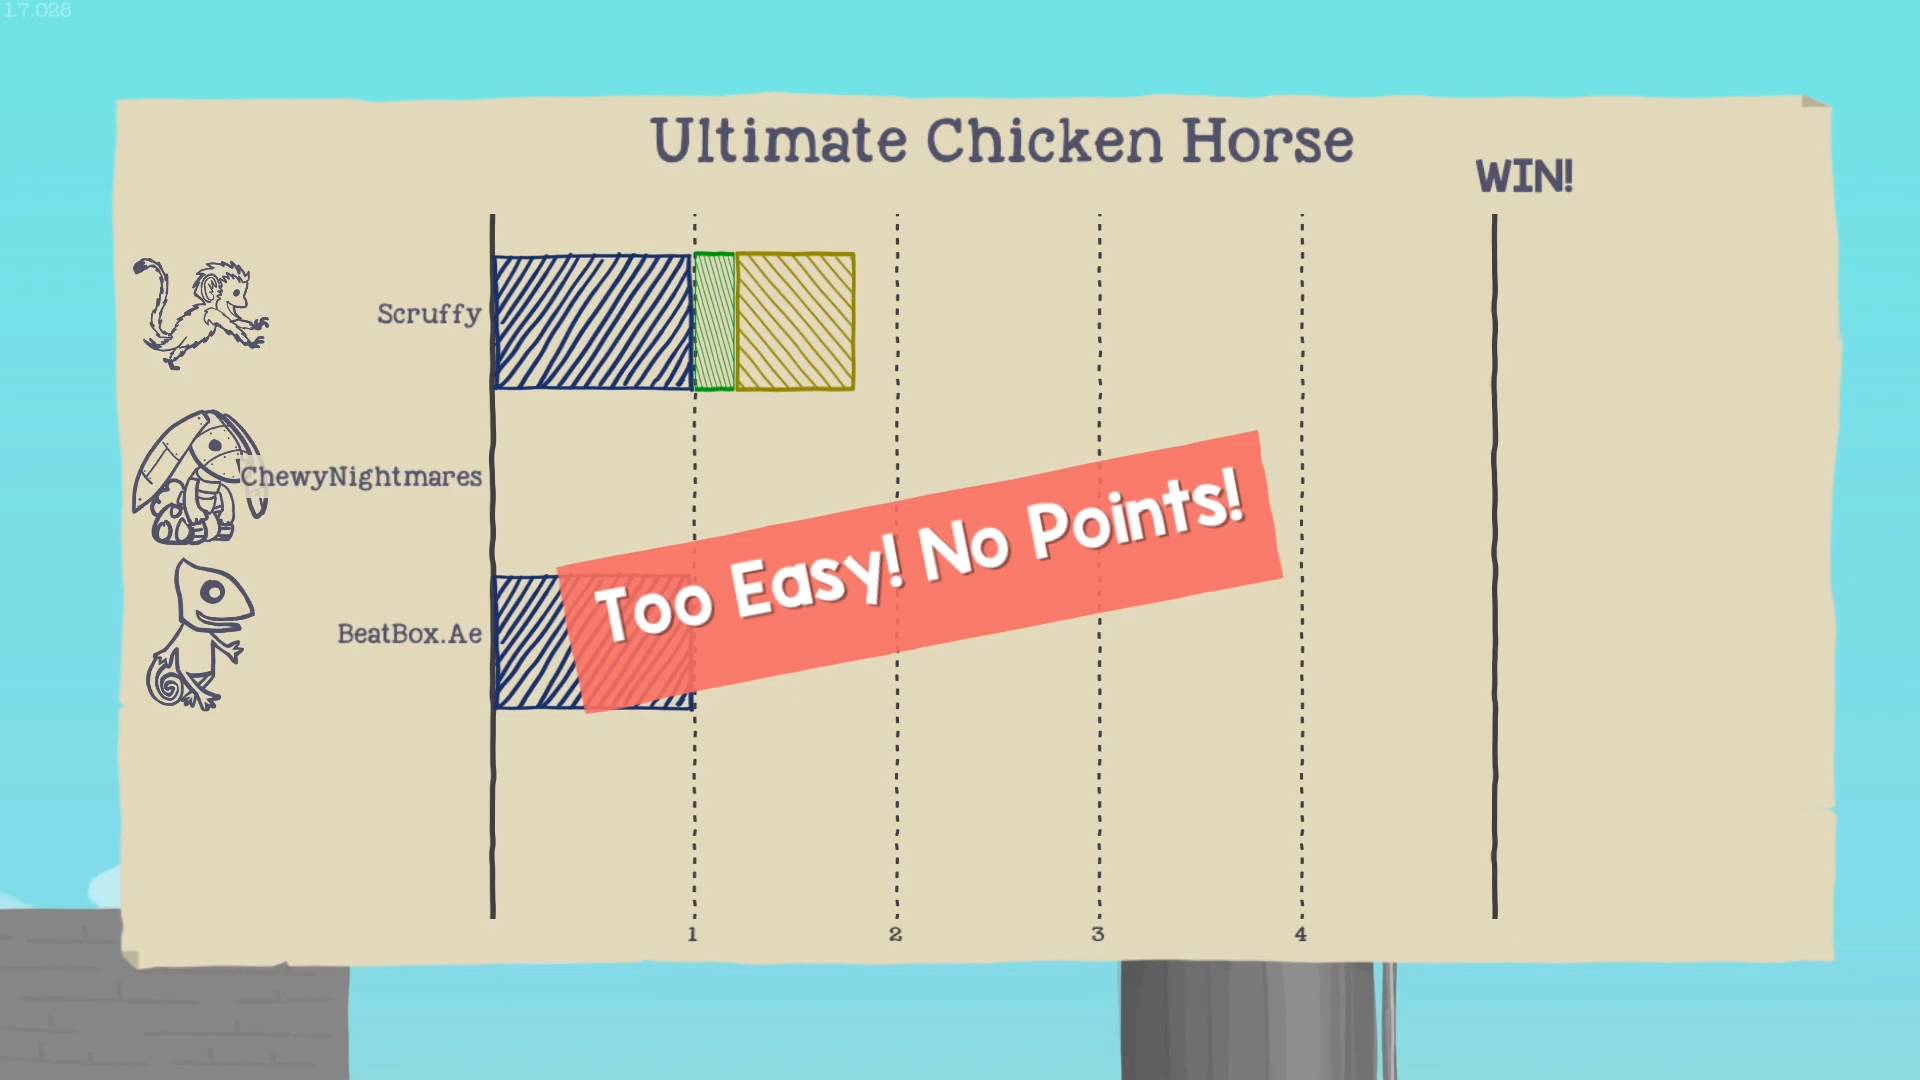 1.7.028
Ultimate Chicken Horse
WIN!
Scruffy
ChewyNightmares
Too Easy! No Points!
BeatBox.Ae
1 2 3 4